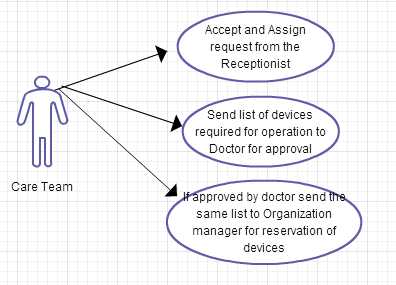 Accept and Assign
request from the
Receptionist
Send list of devices
required for operation to
Doctor for approval
Care Team
If approved by doctor send the
same list to Organization
manager for reservation of
devices